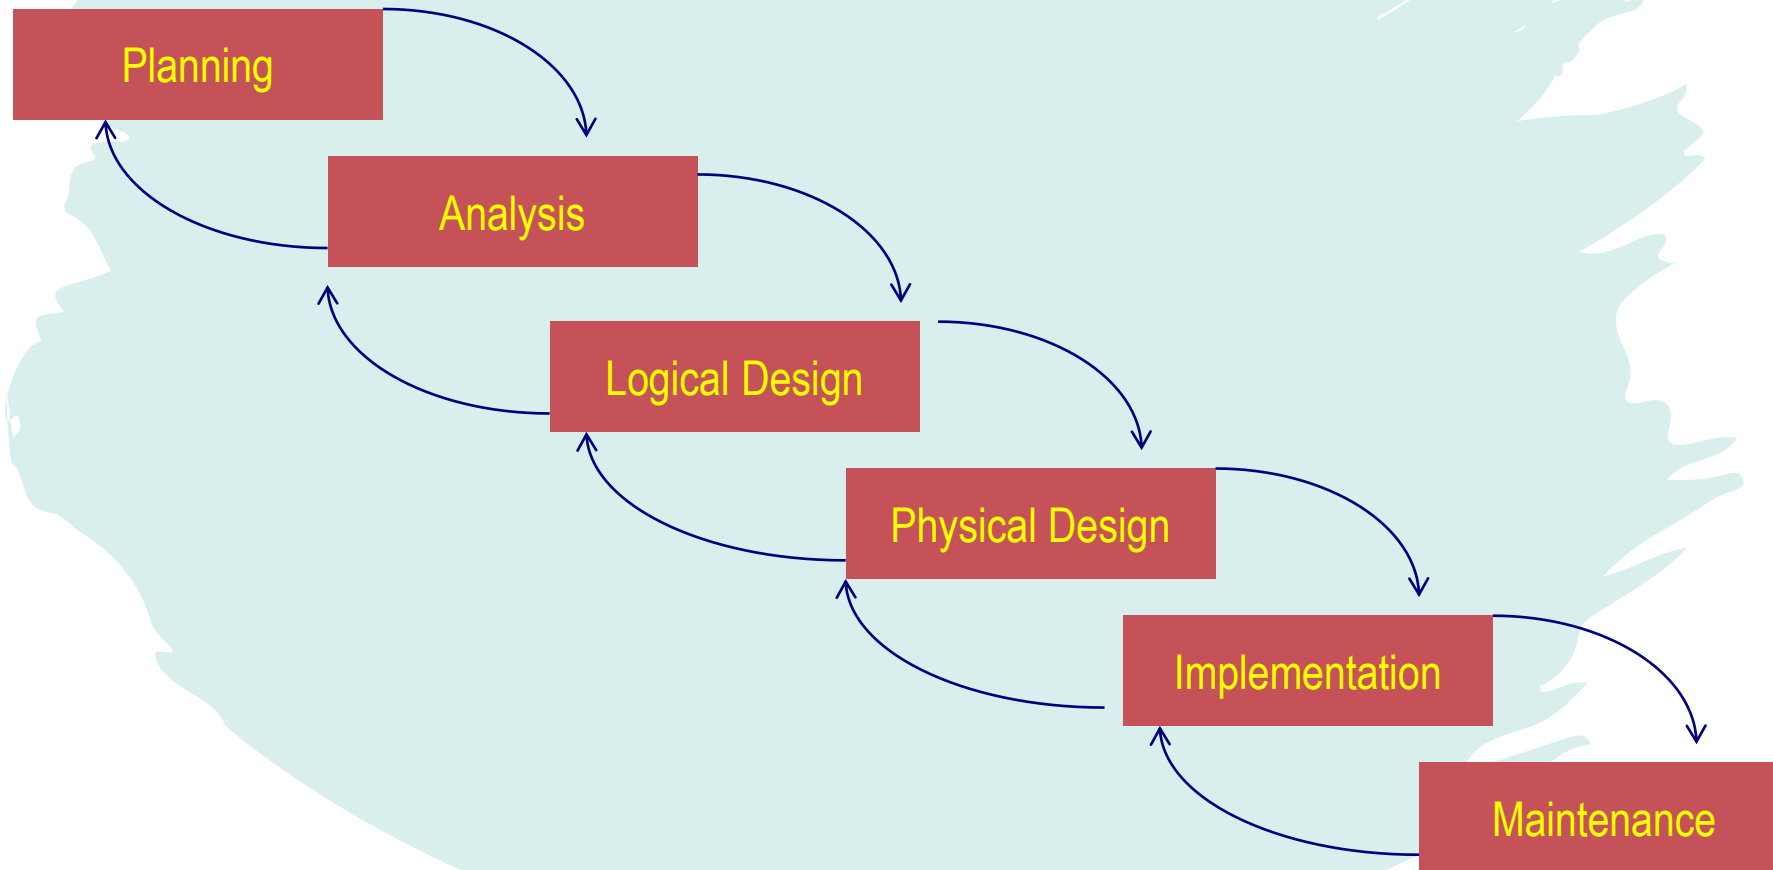 Planning
Analysis
Logical Design
Physical Design
Implementation
Maintenance